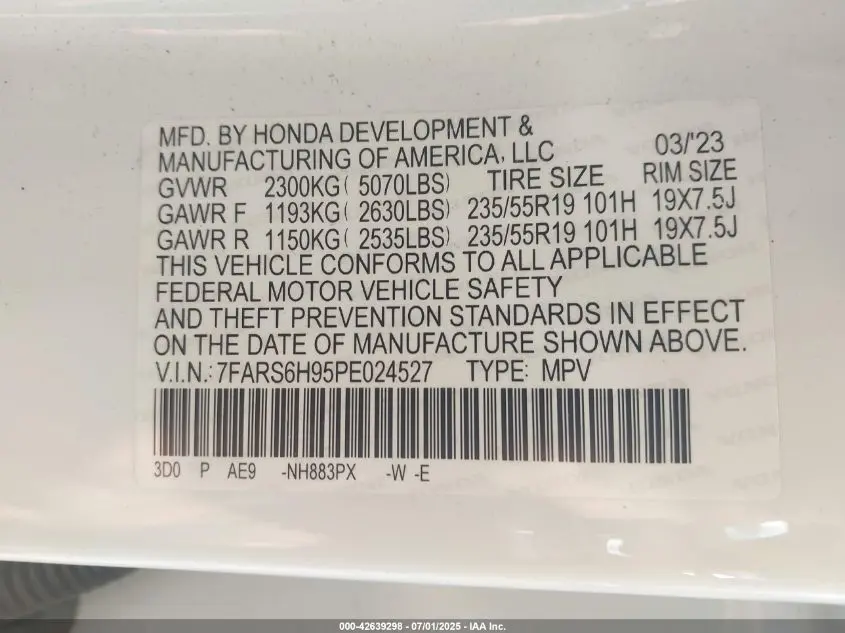 MFD. BY HONDA DEVELOPMENT &
MANUFACTURING OF AMERICA, LLC 03/'23
GVWR 2300KG( 5070LBS) TIRE SIZE RIM SIZE
GAWR F 1193KG( 2630LBS) 235/55R19 101H 19X7.5J
GAWR R 1150KG( 2535LBS) 235/55R19 101H 19X7.5J
THIS VEHICLE CONFORMS TO ALL APPLICABLE
FEDERAL MOTOR VEHICLE SAFETY
AND THEFT PREVENTION STANDARDS IN EFFECT
ON THE DATE OF MANUFACTURE SHOWN ABOVE.
V.I.N.:7FARS6H95PE024527 TYPE: MPV
3D0 P AE9 -NH883PX -W -E
000-42639298 - 07/01/2025 - IAA Inc.